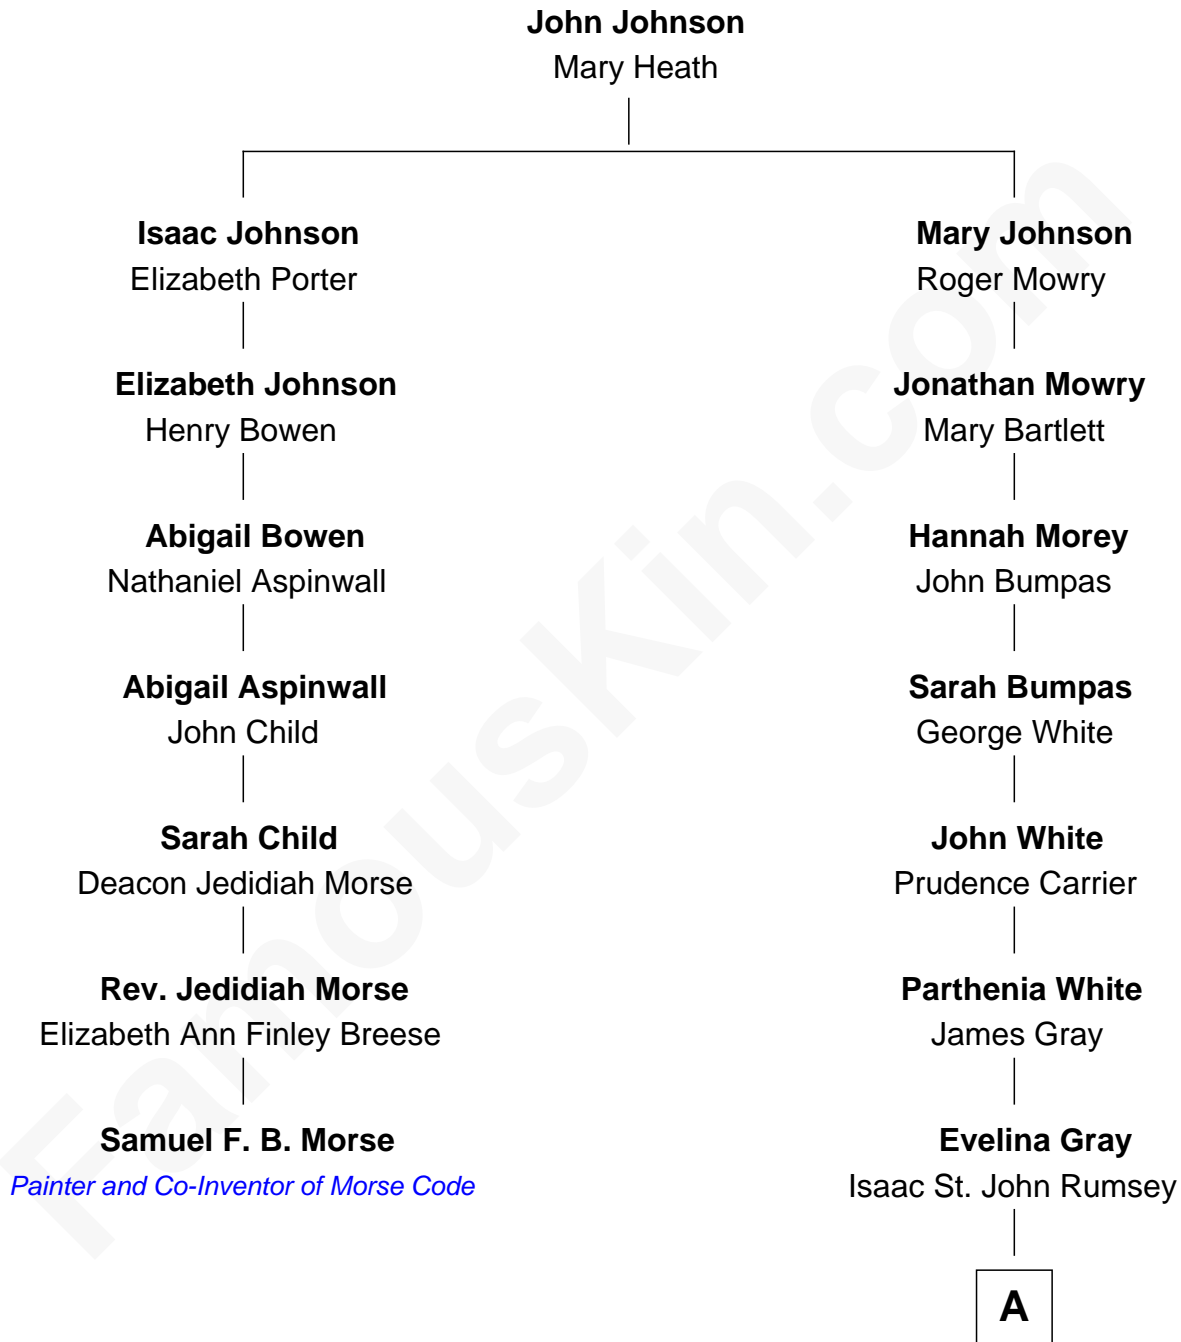 John Johnson
Mary Heath
Isaac Johnson
Elizabeth Porter
Elizabeth Johnson
Henry Bowen
Abigail Bowen
Nathaniel Aspinwall
Abigail Aspinwall
John Child
Sarah Child
Deacon Jedidiah Morse
Rev. Jedidiah Morse
Elizabeth Ann Finley Breese
Samuel F. B. Morse
Painter and Co-Inventor of Morse Code
Mary Johnson
Roger Mowry
Jonathan Mowry
Mary Bartlett
Hannah Morey
John Bumpas
Sarah Bumpas
George White
John White
Prudence Carrier
Parthenia White
James Gray
Evelina Gray
Isaac St. John Rumsey
A
FamousKin.com